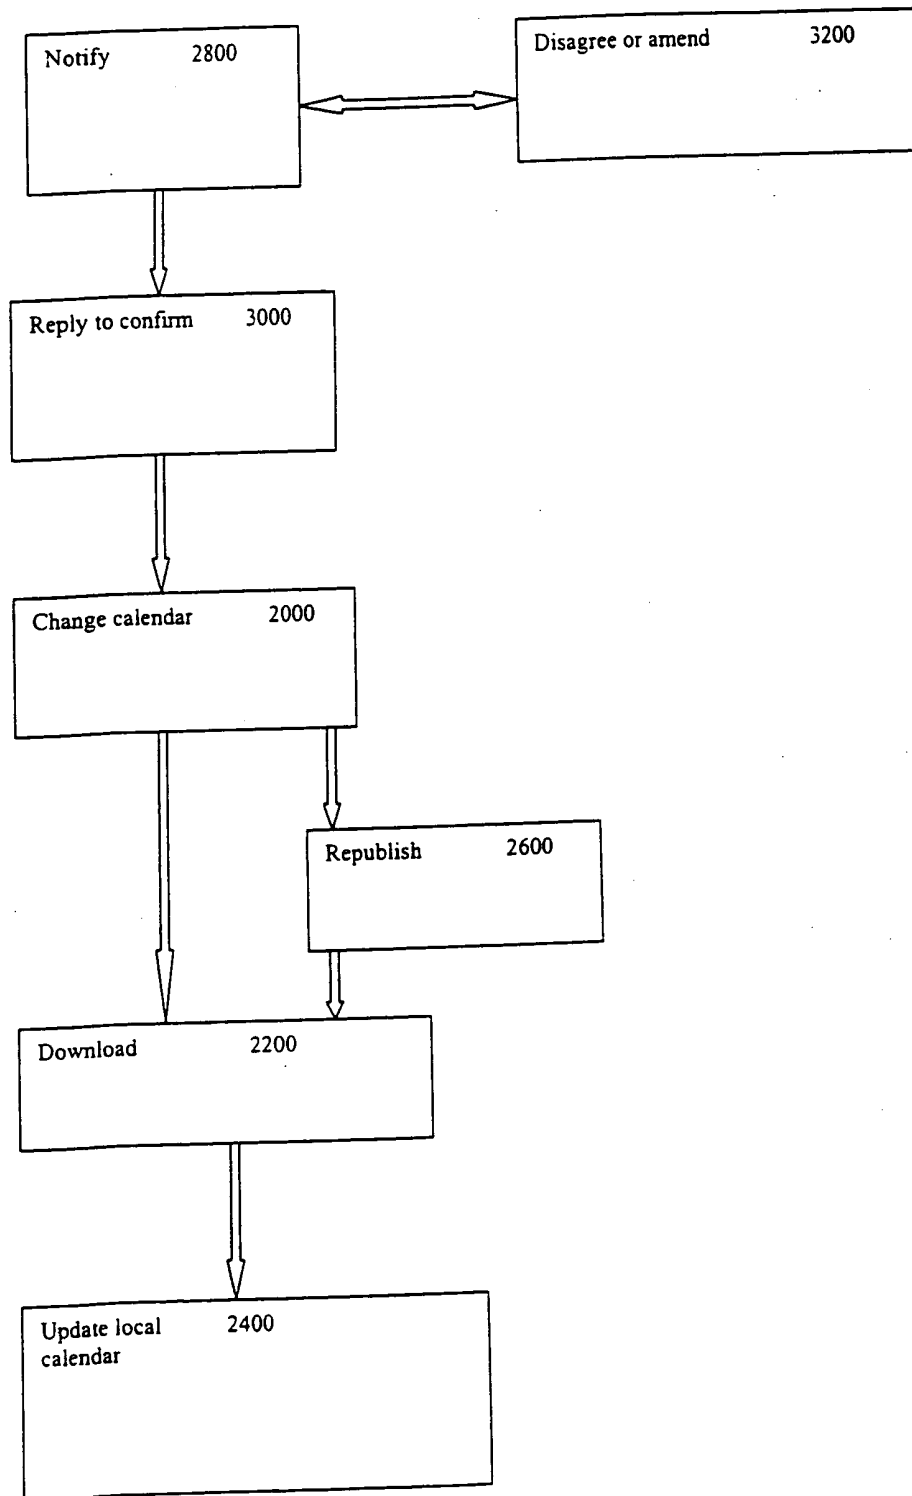 Notify 2800
Disagree or amend 3200
Reply to confirm 3000
Change calendar 2000
Republish 2600
Download 2200
Update local 2400
calendar